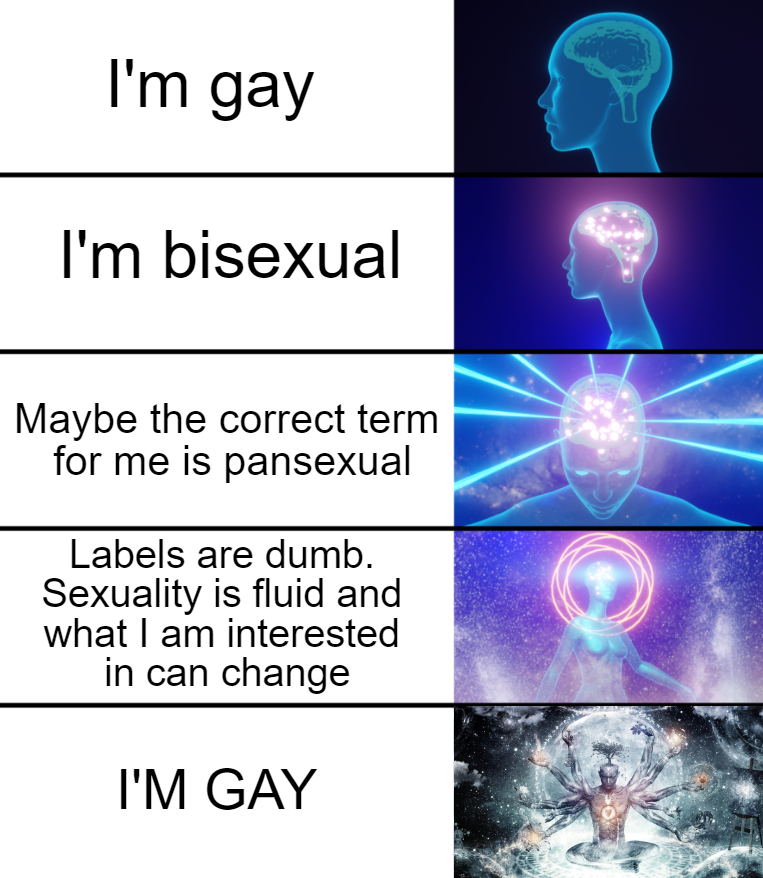 I'm gay
I'm bisexual
Maybe the correct term
for me is pansexual
Labels are dumb.
Sexuality is fluid and
what I am interested
in can change
I'M GAY